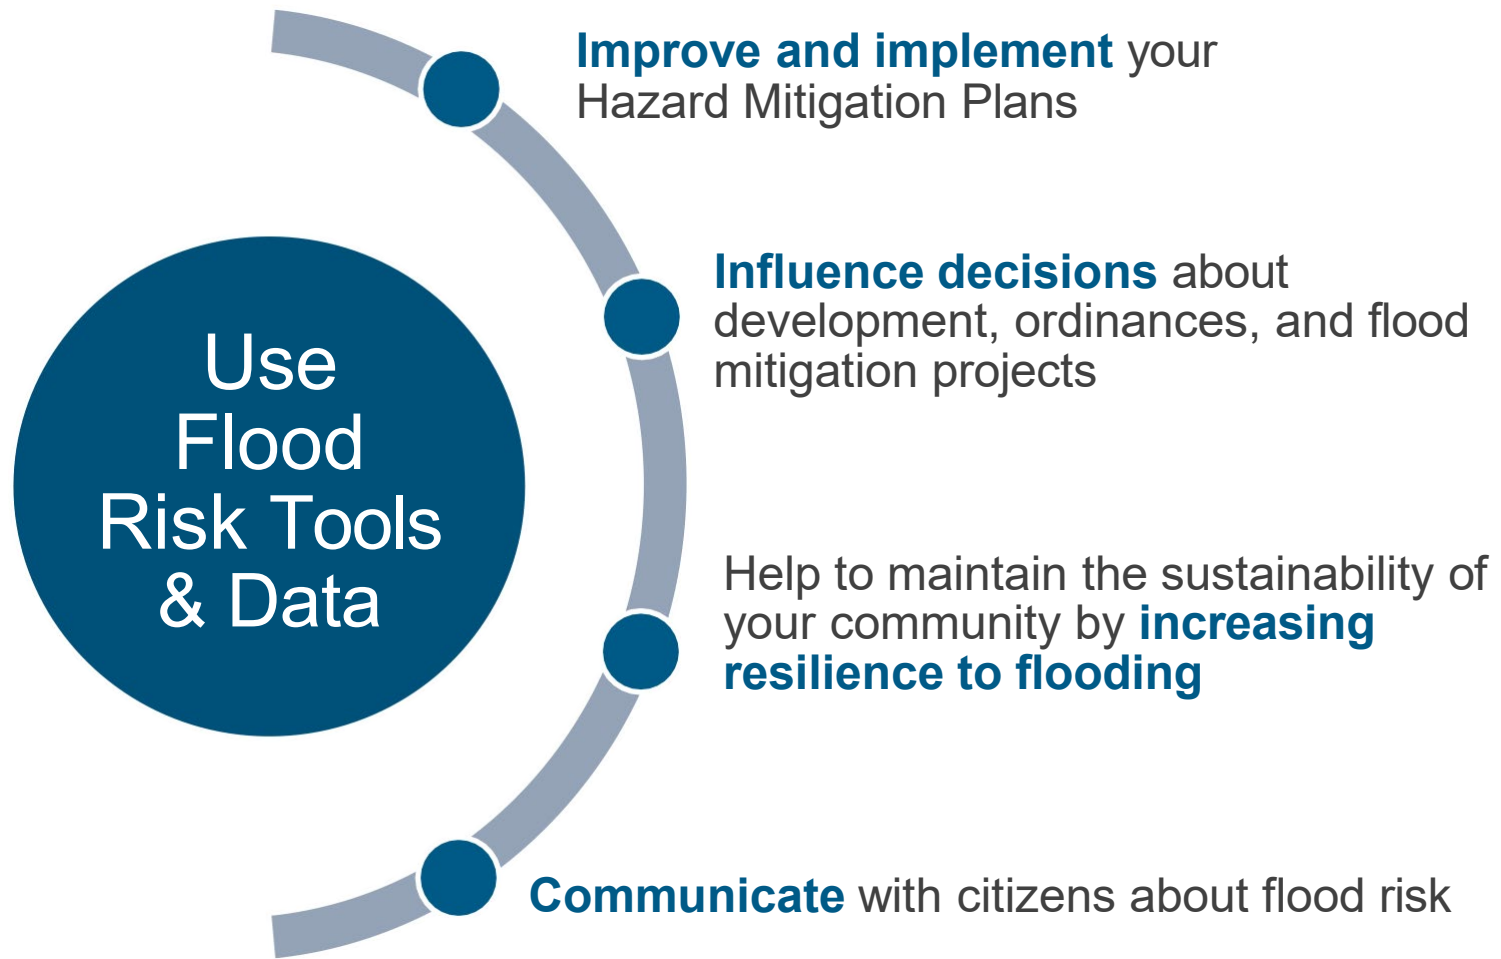 Use
Flood
Risk Tools
& Data
Improve and implement your
Hazard Mitigation Plans
Influence decisions about
development, ordinances, and flood
mitigation projects
Help to maintain the sustainability of
your community by increasing
resilience to flooding
Communicate with citizens about flood risk